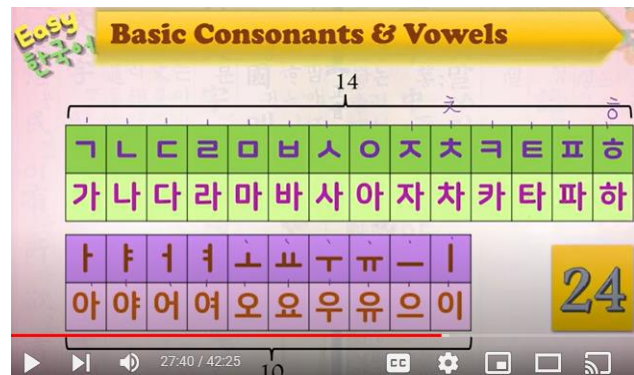 Easy
한국어
Basic Consonants & Vowels
14
ㅊ ㅎ
ㄱ ㄴ ㄷ ㄹ ㅁ ㅂ ㅅ ㅇ ㅈ ㅊ ㅋ ㅌ ㅍ ㅎ
가 나 다 라 마 바 사 아 자 차 카 타 파 하
ㅏ ㅑ ㅓ ㅕ ㅗ ㅛ ㅜ ㅠ ㅡ ㅣ
아 야 어 여 오 요 우 유 으 이
24
27:40 / 42:25
CC
10